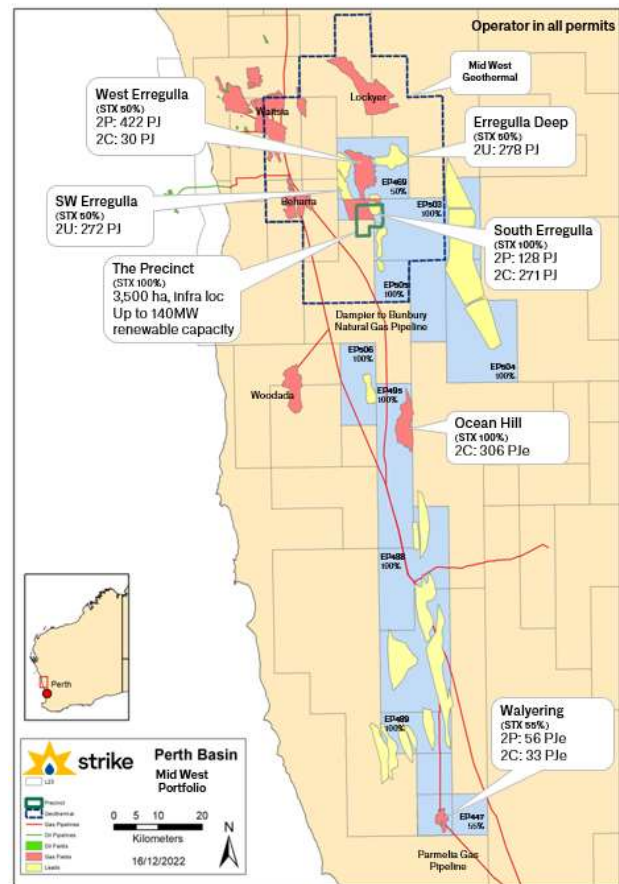 Operator in all permits
Mid West
Geothermal
West Erregulla
(STX 50%)
2P: 422 PJ
2C: 30 PJ
Waitsia
Lockyer
Erregulla Deep
(STX 50%)
2U: 278 PJ
SW Erregulla
(STX 50%)
2U: 272 PJ
Beharra
EP469
50%
EP503
100%
South Erregulla
(STX 100%)
2P: 128 PJ
2C: 271 PJ
The Precinct
(STX 100%)
3,500 ha, Infra loc
Up to 140MW
renewable capacity
EP505
100%
Dampier to Bunbury
Natural Gas Pipeline
EP506
100%
EP504
100%
Woodada
EP495
100%
Ocean Hill
(STX 100%)
2C: 306 PJe
EP488
100%
Perth
Walyering
(STX 55%)
2P: 56 PJe
2C: 33 PJe
EP489
100%
EP447
55%
Parmelia Gas
Pipeline
strike
Perth Basin
Mid West
Portfolio
Precinct
Geothermal
Gas Pipelines
Oil Pipelines
Oil Fields
Gas Fields
Leads
0 5 10 20
Kilometers
N
16/12/2022